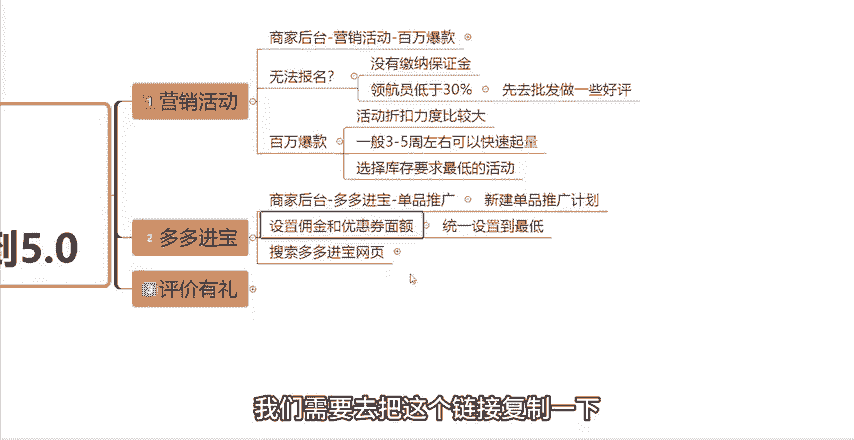 到5.0
1 营销活动
商家后台-营销活动-百万爆款
无法报名?
没有缴纳保证金
领航员低于30%
先去批发做一些好评
百万爆款
活动折扣力度比较大
一般3-5周左右可以快速起量
选择库存要求最低的活动
2 多多进宝
商家后台-多多进宝-单品推广
新建单品推广计划
设置佣金和优惠券面额
统一设置到最低
搜索多多进宝网页
评价有礼
我们需要去把这个链接复制一下